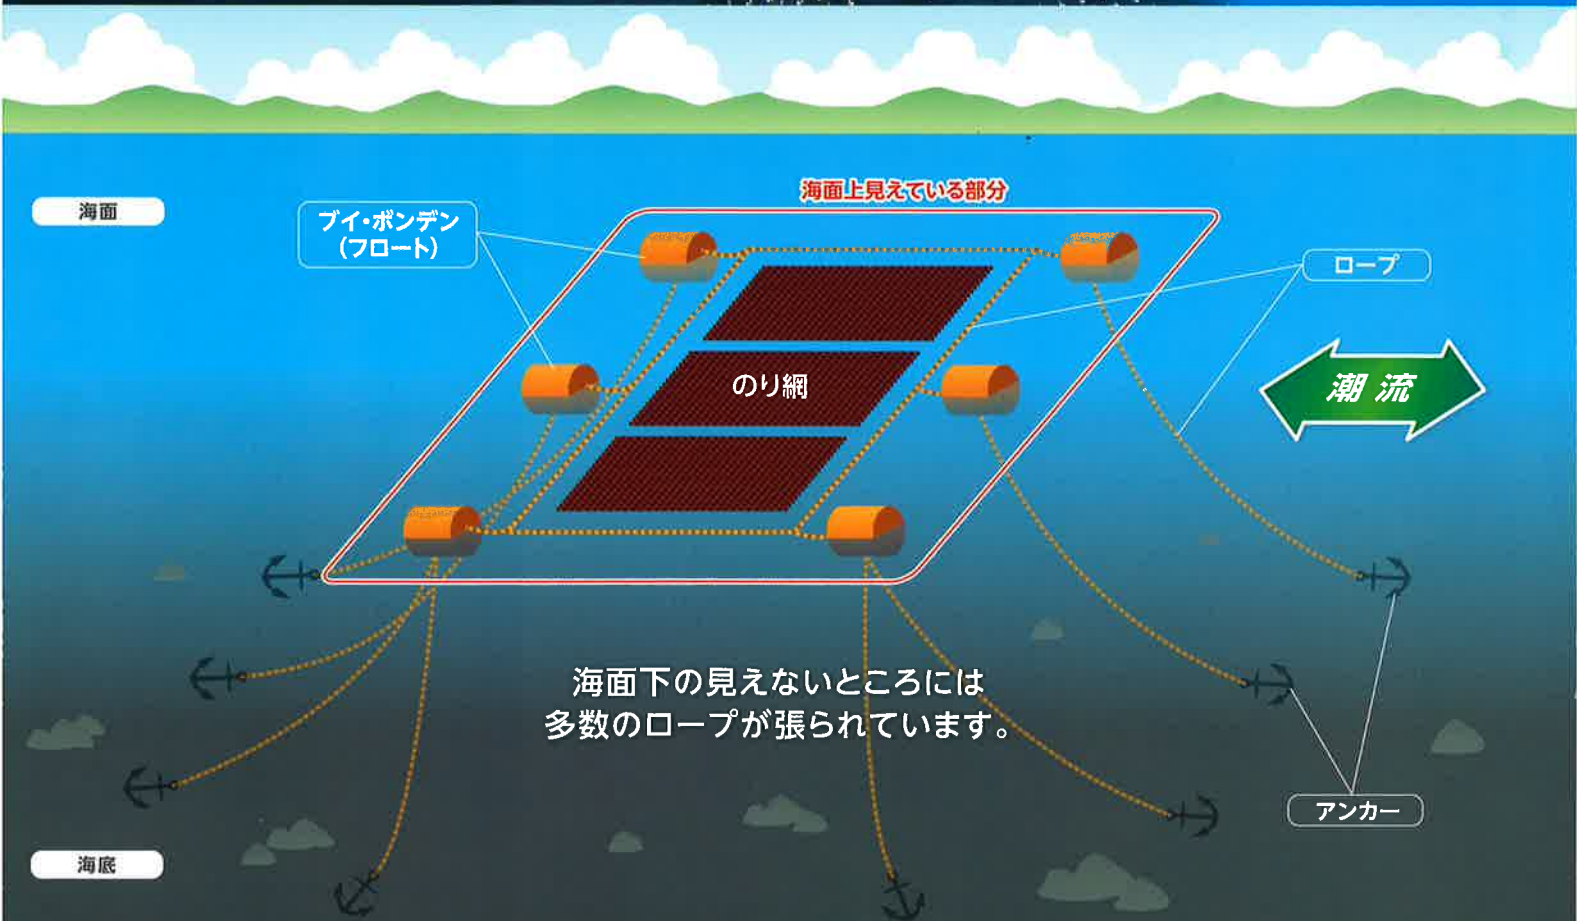 海面上見えている部分
海面
ブイ・ボンデン
(フロート)
ロープ
のり網
潮流
海面下の見えないところには
多数のロープが張られています。
アンカー
海底